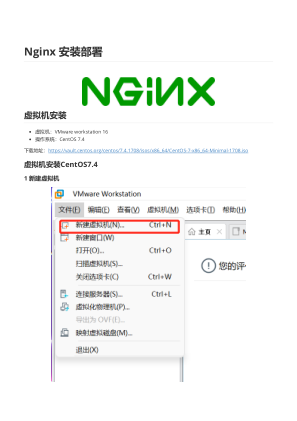 Nginx 安装部署
NGINX
虚拟机安装
虚拟机：VMware workstation 16
操作系统：CentOS 7.4
下载地址：https://vault.centos.org/centos/7.4.1708/isos/x86_64/CentOS-7-x86_64-Minimal-1708.iso
虚拟机安装CentOS7.4
1 新建虚拟机
VMware Workstation
文件(F) 编辑(E) 查看(V) 虚拟机(M) 选项卡(T) 帮助(H)
新建虚拟机(N)... Ctrl+N
新建窗口(W)
主页
打开(O)... Ctrl+O
扫描虚拟机(S)...
您的评
关闭选项卡(C) Ctrl+W
连接服务器(S)... Ctrl+L
虚拟化物理机(P)...
导出为 OVF(E)...
映射虚拟磁盘(M)...
退出(X)